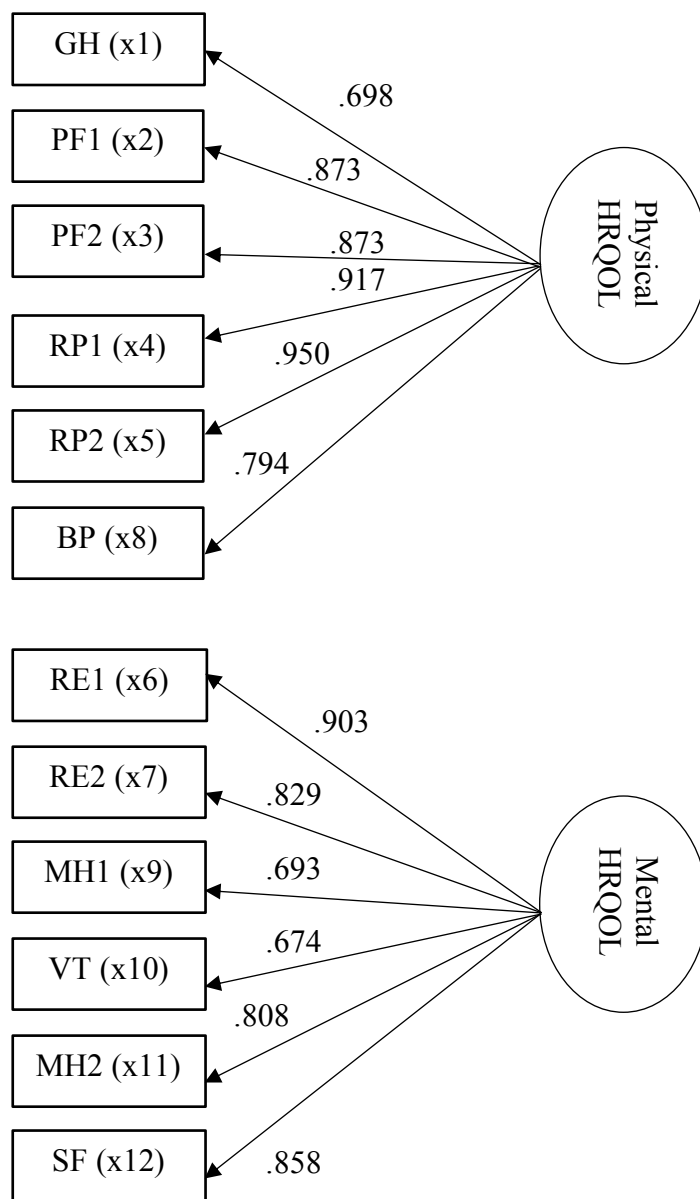 GH (x1)
.698
PF1 (x2)
.873
PF2 (x3)
.873
.917
RP1 (x4)
.950
RP2 (x5)
.794
BP (x8)
Physical
HRQOL
RE1 (x6)
.903
RE2 (x7)
.829
MH1 (x9)
.693
VT (x10)
.674
.808
MH2 (x11)
SF (x12)
.858
Mental
HRQOL